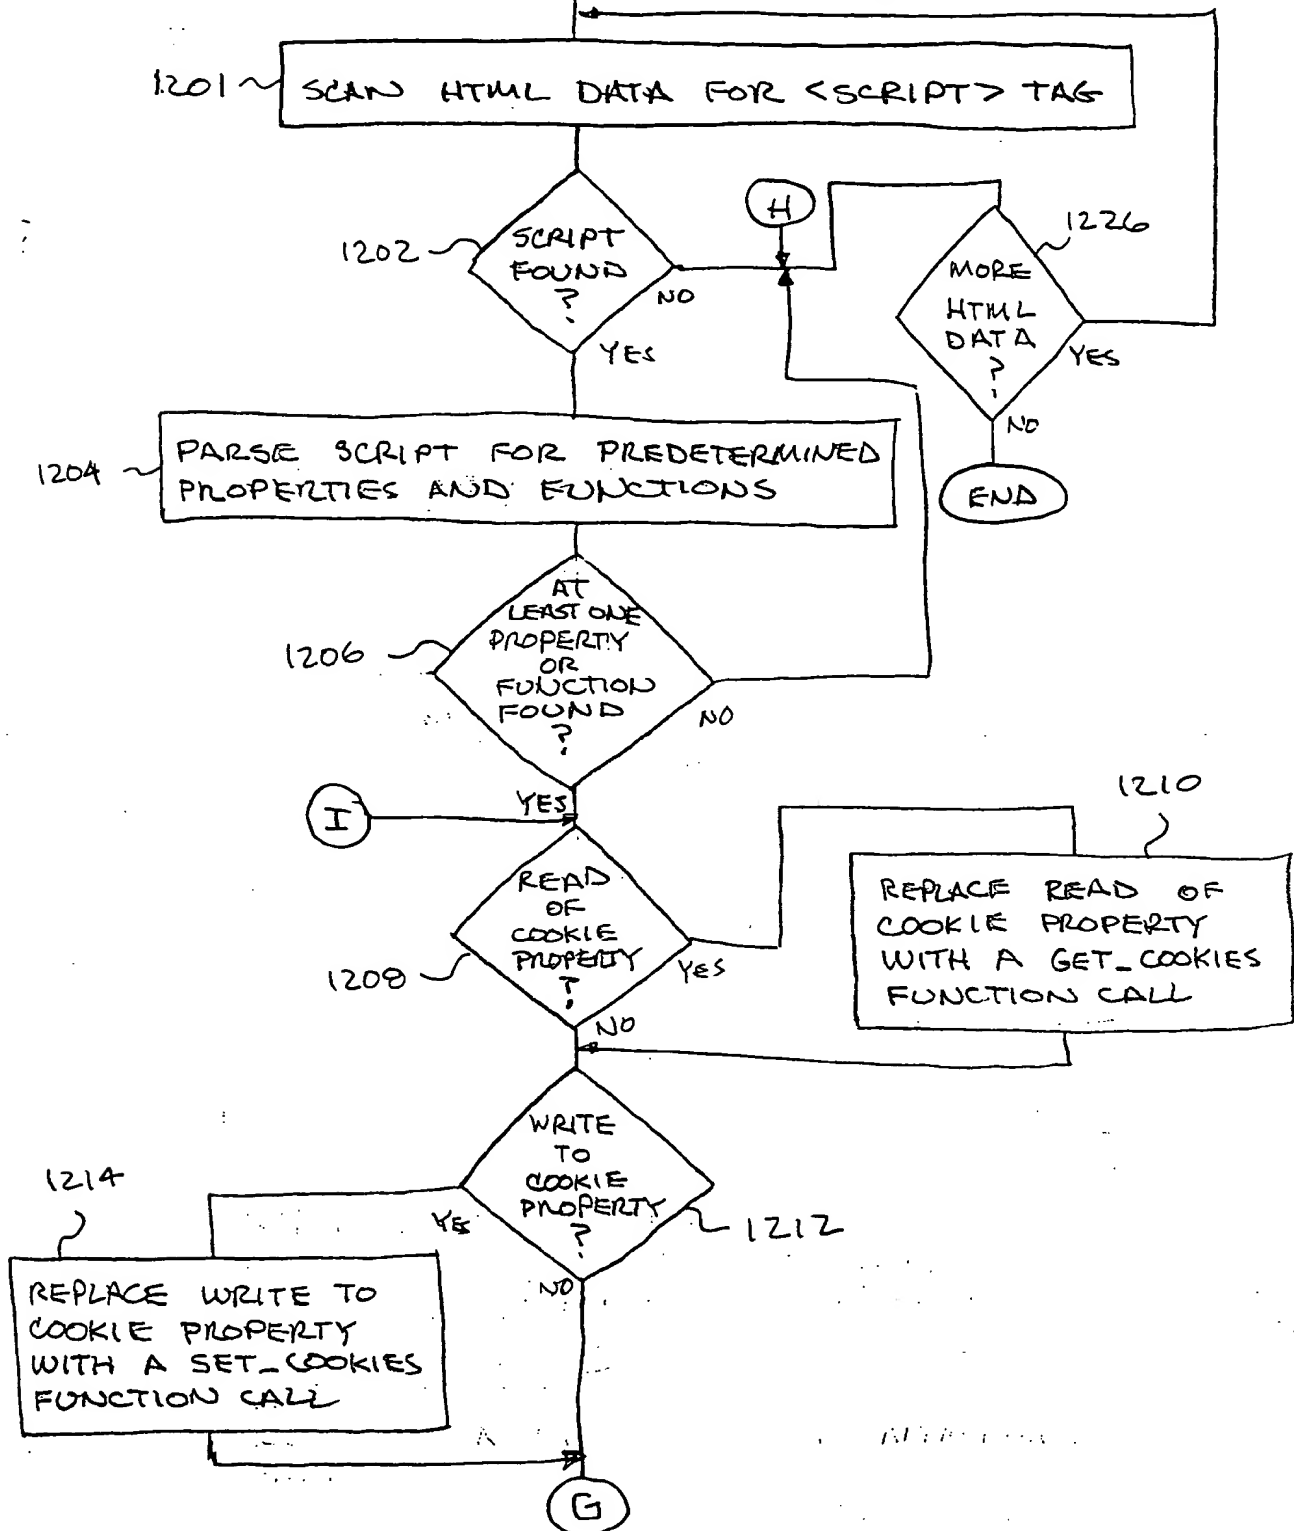 1201
SCAN HTML DATA FOR <SCRIPT> TAG
1202
SCRIPT
FOUND
?
NO
YES
H
1226
MORE
HTML
DATA
?
YES
NO
END
1204
PARSE SCRIPT FOR PREDETERMINED
PROPERTIES AND FUNCTIONS
1206
AT
LEAST ONE
PROPERTY
OR
FUNCTION
FOUND
?
NO
YES
I
1208
READ
OF
COOKIE
PROPERTY
?
YES
NO
1210
REPLACE READ OF
COOKIE PROPERTY
WITH A GET_COOKIES
FUNCTION CALL
WRITE
TO
COOKIE
PROPERTY
?
1212
YES
NO
1214
REPLACE WRITE TO
COOKIE PROPERTY
WITH A SET_COOKIES
FUNCTION CALL
G